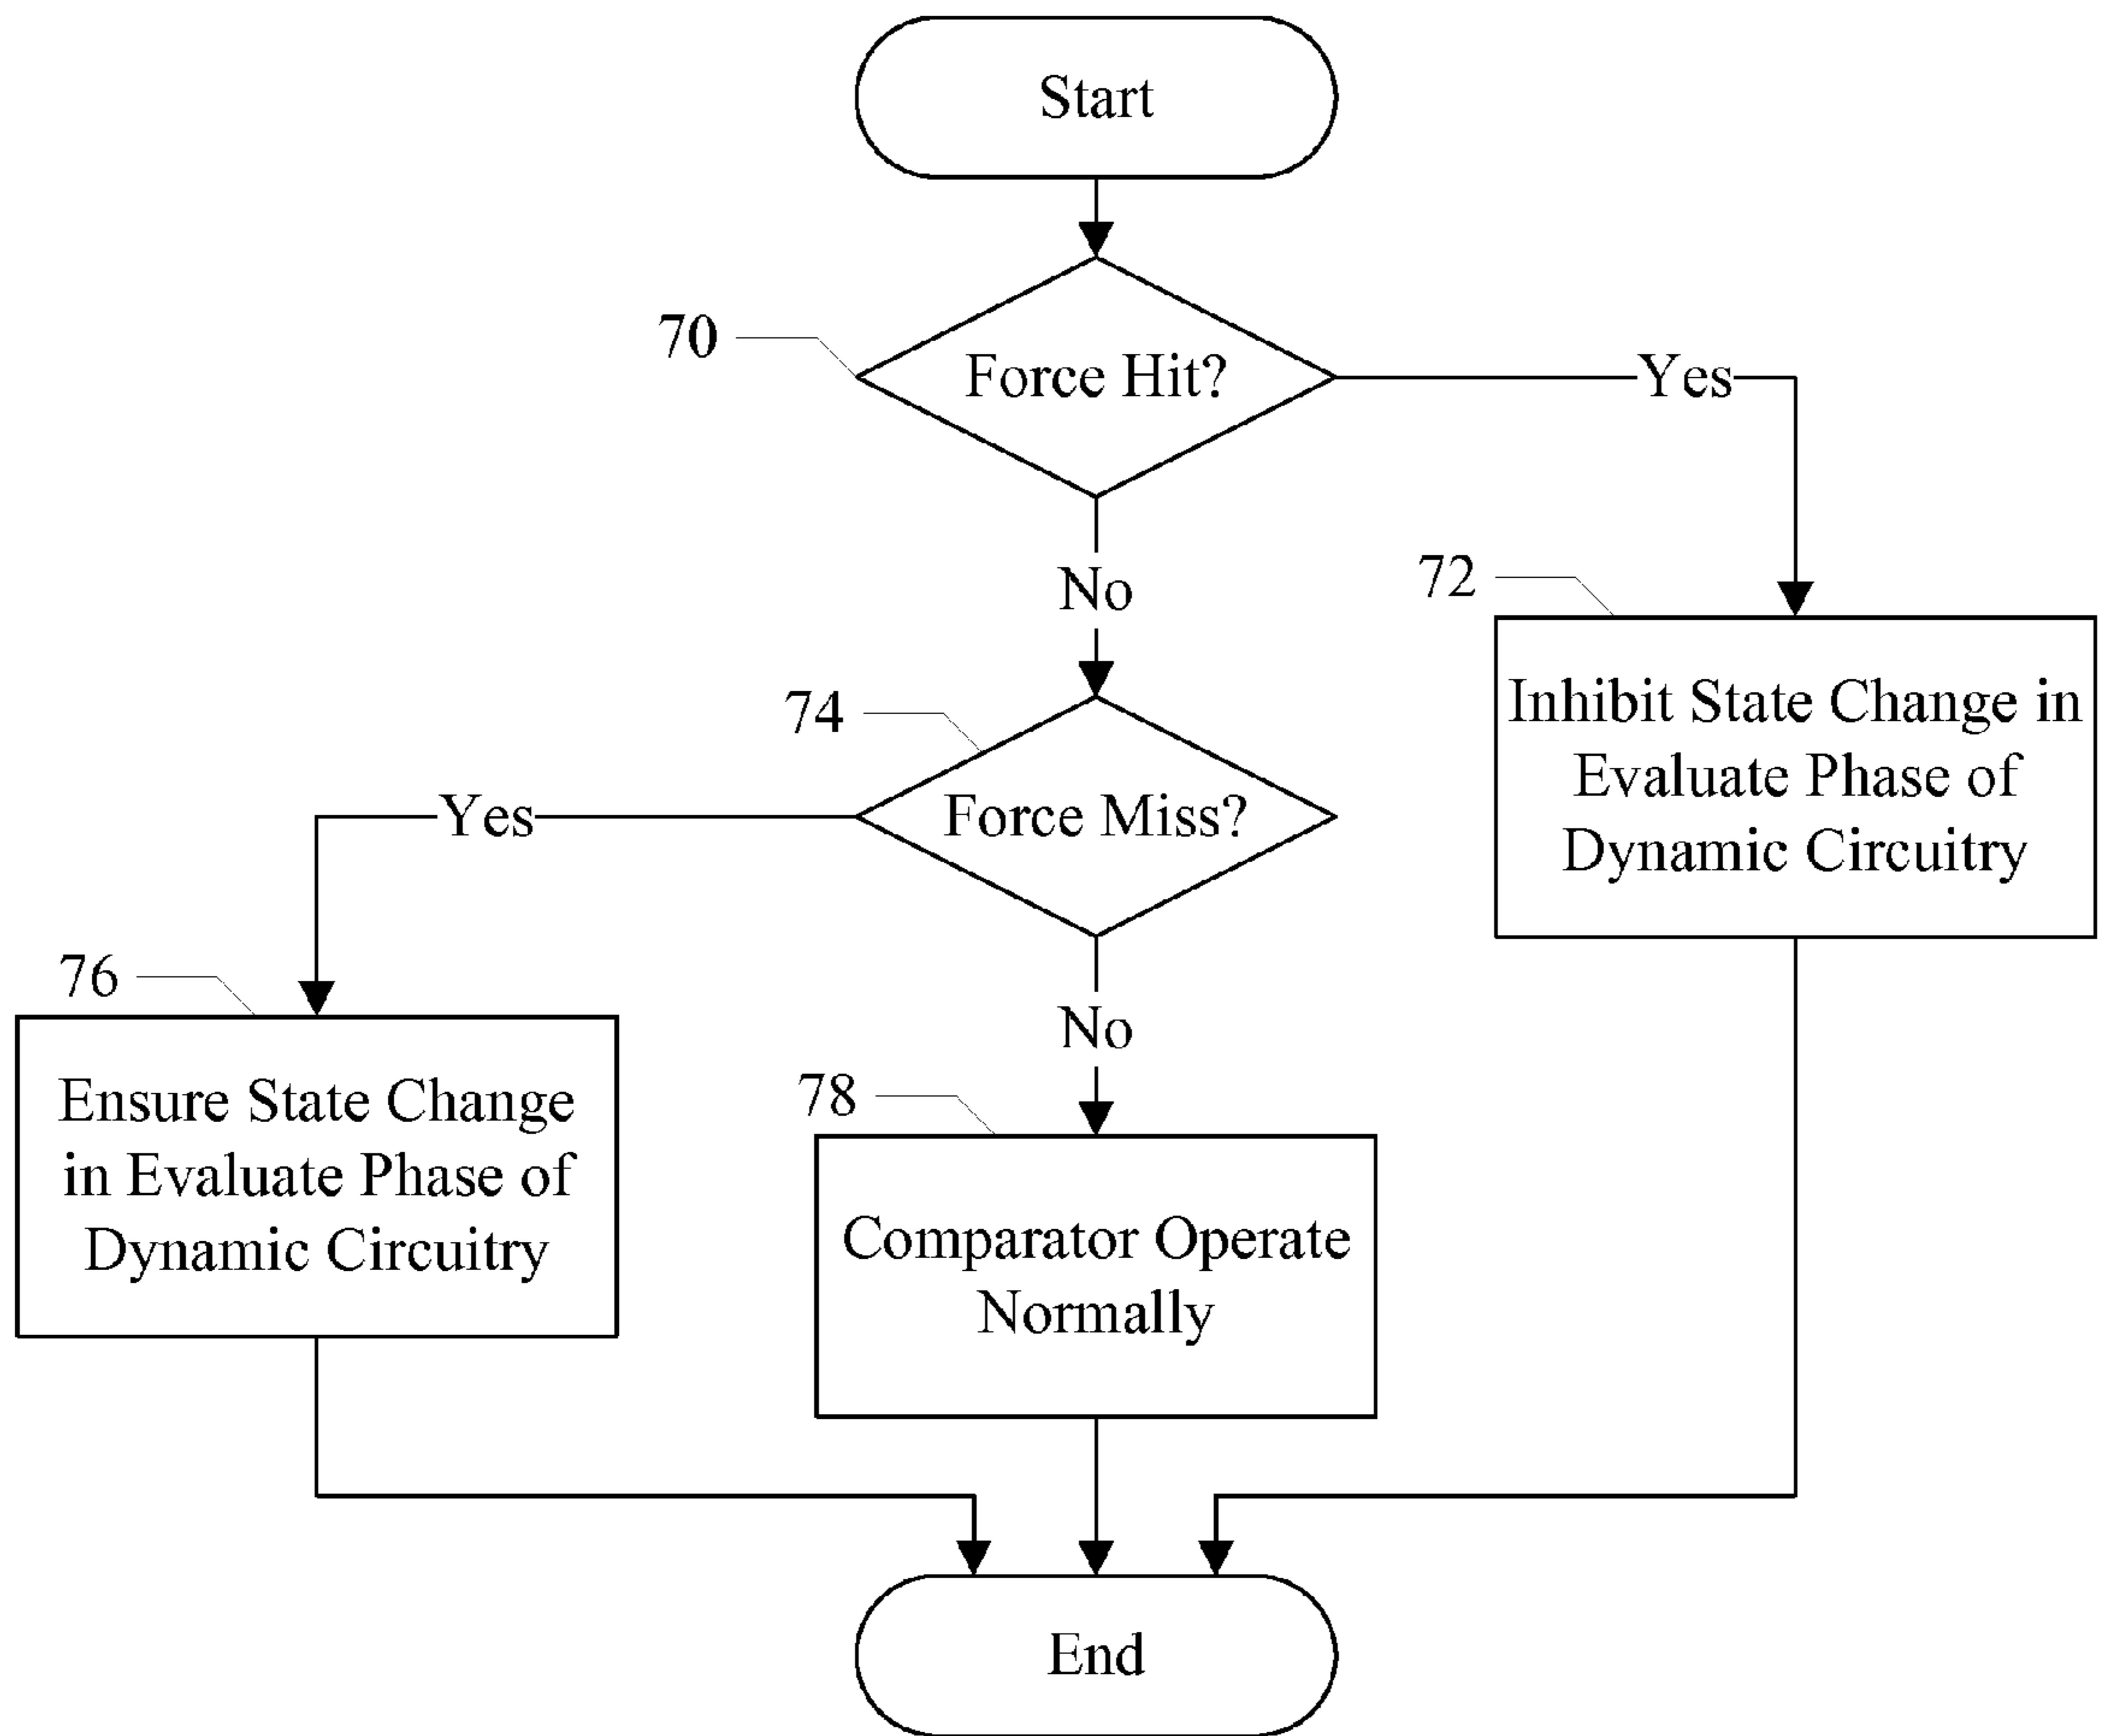 Start
70
Force Hit?
Yes
No
72
Inhibit State Change in
Evaluate Phase of
Dynamic Circuitry
74
Force Miss?
Yes
No
76
Ensure State Change
in Evaluate Phase of
Dynamic Circuitry
78
Comparator Operate
Normally
End